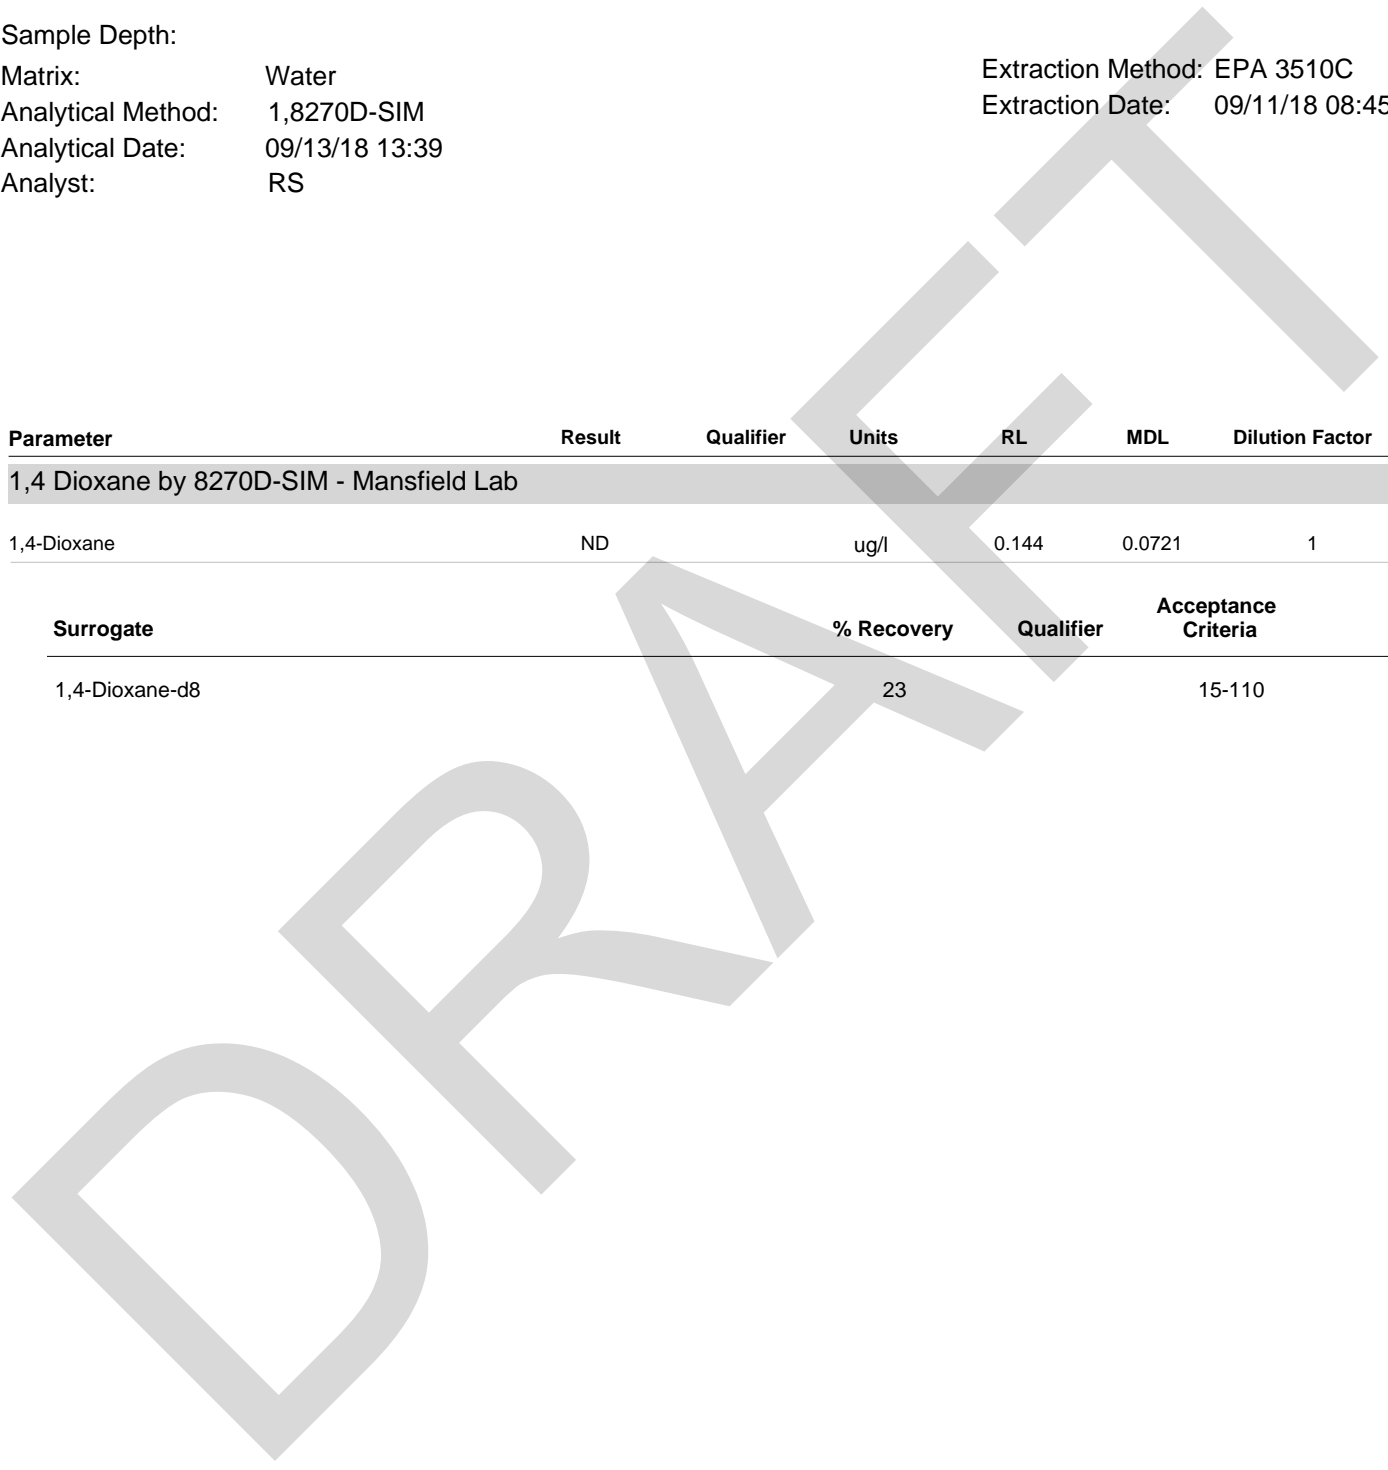 Sample Depth:
Matrix: Water
Extraction Method: EPA 3510C
Analytical Method: 1,8270D-SIM
Extraction Date: 09/11/18 08:45
Analytical Date: 09/13/18 13:39
Analyst: RS
Parameter Result Qualifier Units RL MDL Dilution Factor
1,4 Dioxane by 8270D-SIM - Mansfield Lab
1,4-Dioxane ND ug/l 0.144 0.0721 1
Surrogate % Recovery Qualifier Acceptance
Criteria
1,4-Dioxane-d8 23 15-110
DRAFT